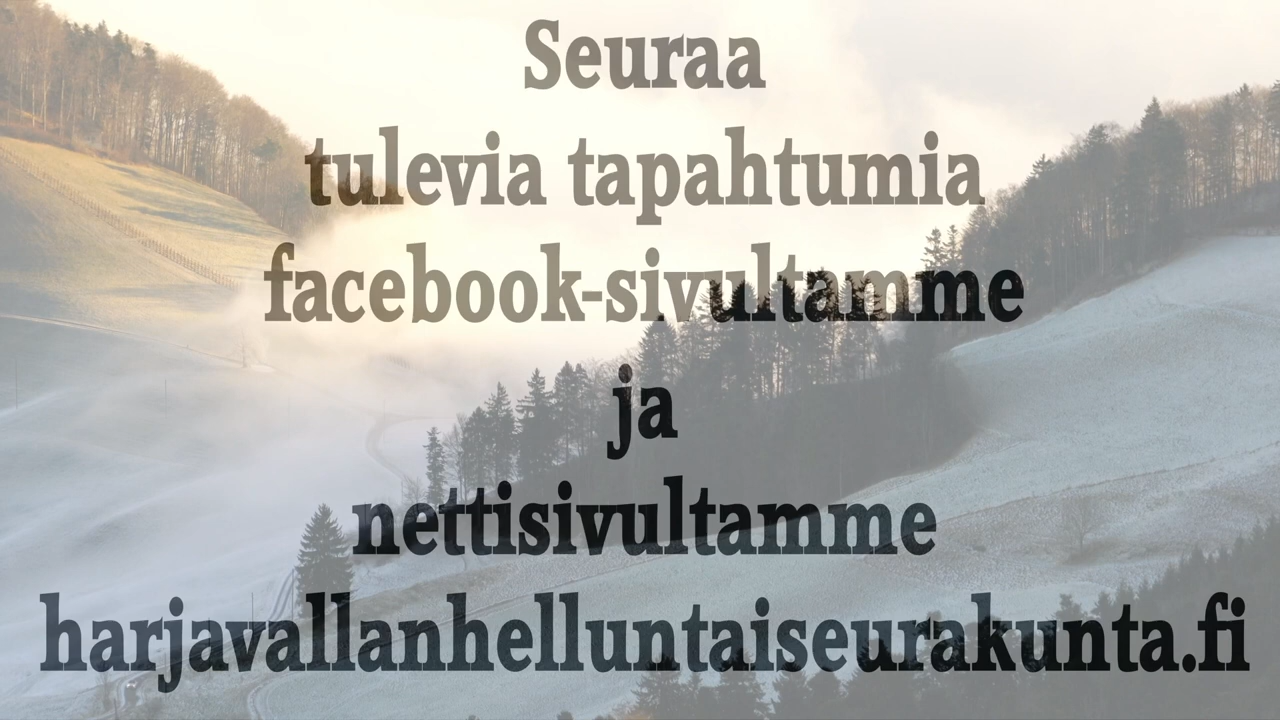 Seuraa
tulevia tapahtumia
facebook-sivultamme
ja
nettisivultamme
harjavallanhelluntaiseurakunta.fi